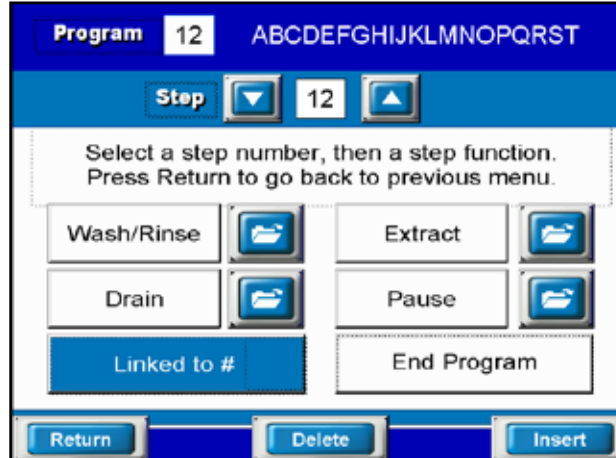 Program 12 ABCDEFGHIJKLMNOPQRST
Step 12
Select a step number, then a step function.
Press Return to go back to previous menu.
Wash/Rinse Extract
Drain Pause
Linked to # End Program
Return Delete Insert